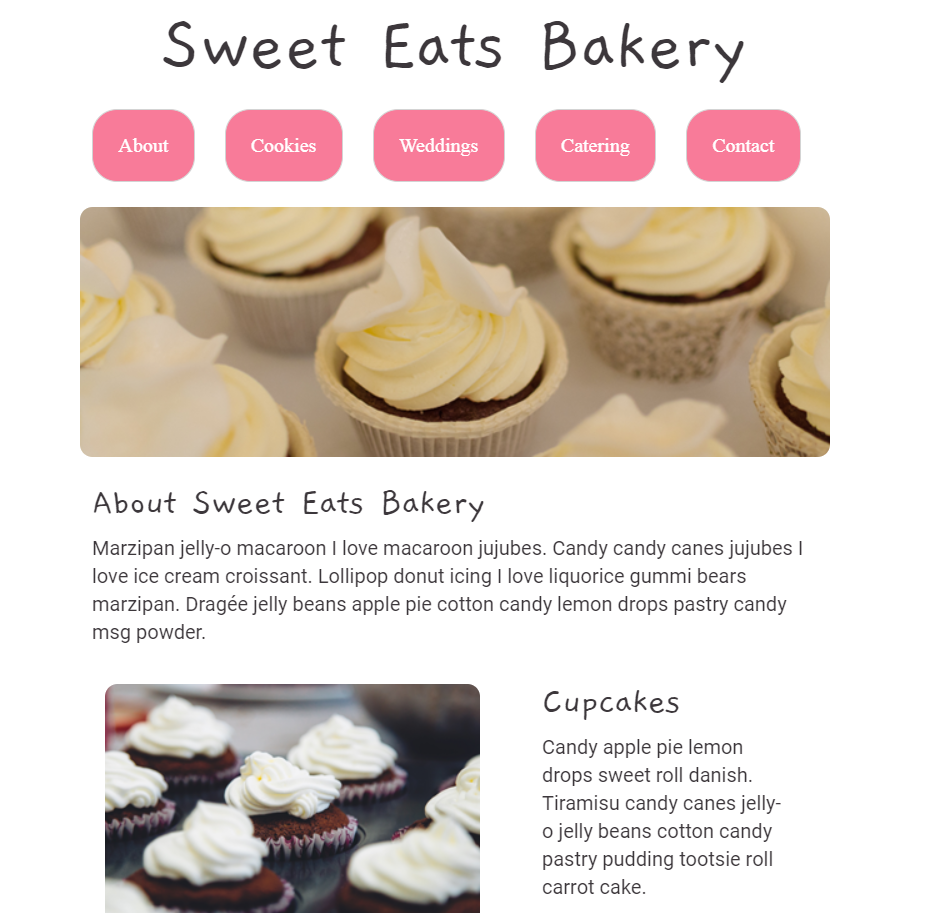 Sweet Eats Bakery
About Cookies Weddings Catering Contact
About Sweet Eats Bakery
Marzipan jelly-o macaroon I love macaroon jujubes. Candy candy canes jujubes I
love ice cream croissant. Lollipop donut icing I love liquorice gummi bears
marzipan. Dragée jelly beans apple pie cotton candy lemon drops pastry candy
msg powder.
Cupcakes
Candy apple pie lemon
drops sweet roll danish.
Tiramisu candy canes jelly-
o jelly beans cotton candy
pastry pudding tootsie roll
carrot cake.